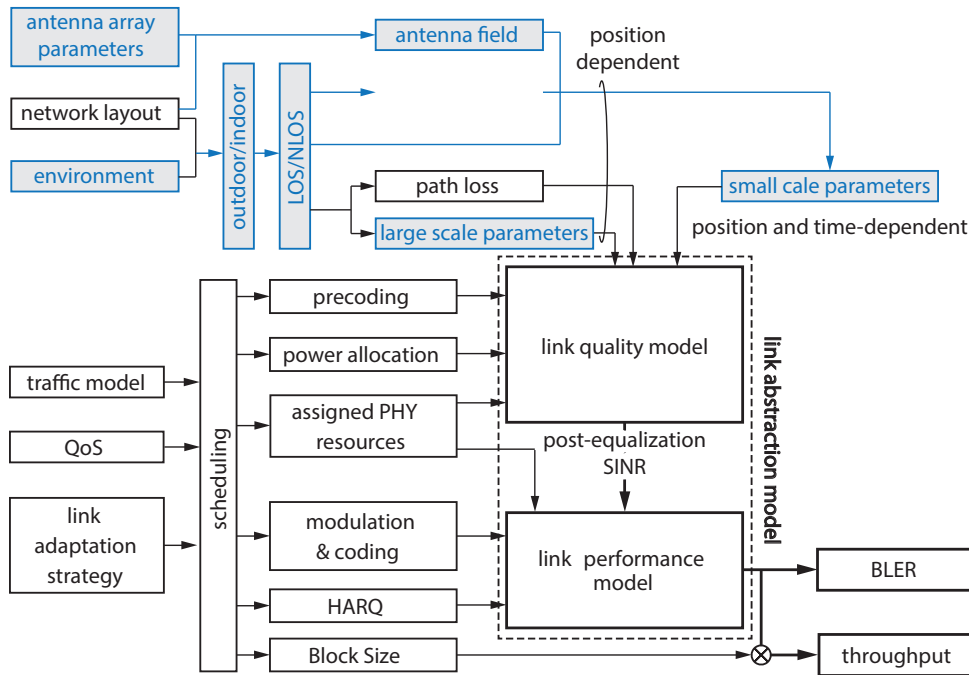 antenna array
parameters
antenna field
position
dependent
network layout
environment
outdoor/indoor
LOS/NLOS
path loss
large scale parameters
small cale parameters
position and time-dependent
scheduling
precoding
power allocation
assigned PHY
resources
modulation
& coding
HARQ
Block Size
traffic model
QoS
link
adaptation
strategy
link quality model
post-equalization
SINR
link performance
model
link abstraction model
BLER
throughput